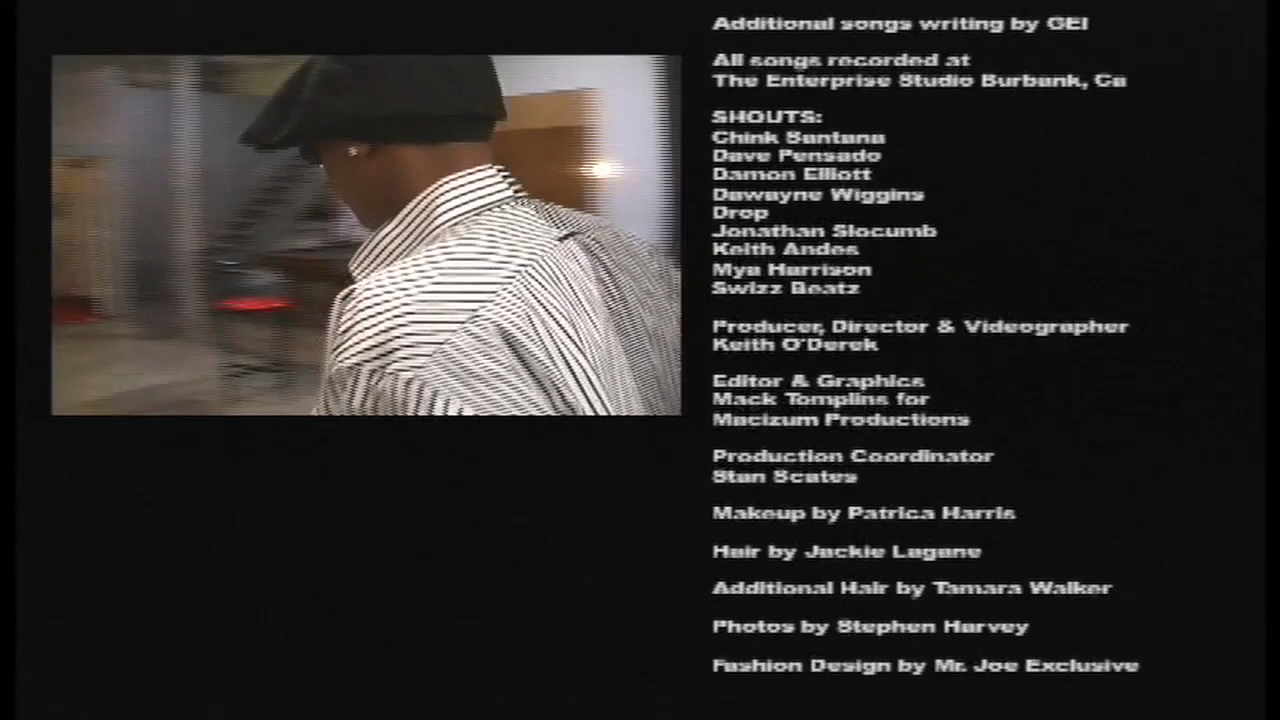 Additional songs writing by GEI
All songs recorded at
The Enterprise Studio Burbank, Ca
SHOUTS:
Chink Santana
Dave Pensado
Damon Elliott
Dawayne Wiggins
Drop
Jonathan Slocumb
Keith Andes
Mya Harrison
Swizz Beatz
Producer, Director & Videographer
Keith O'Derek
Editor & Graphics
Mack Tomplins for
Macizum Productions
Production Coordinator
Stan Scates
Makeup by Patrica Harris
Hair by Jackie Lagane
Additional Hair by Tamara Walker
Photos by Stephen Harvey
Fashion Design by Mr. Joe Exclusive